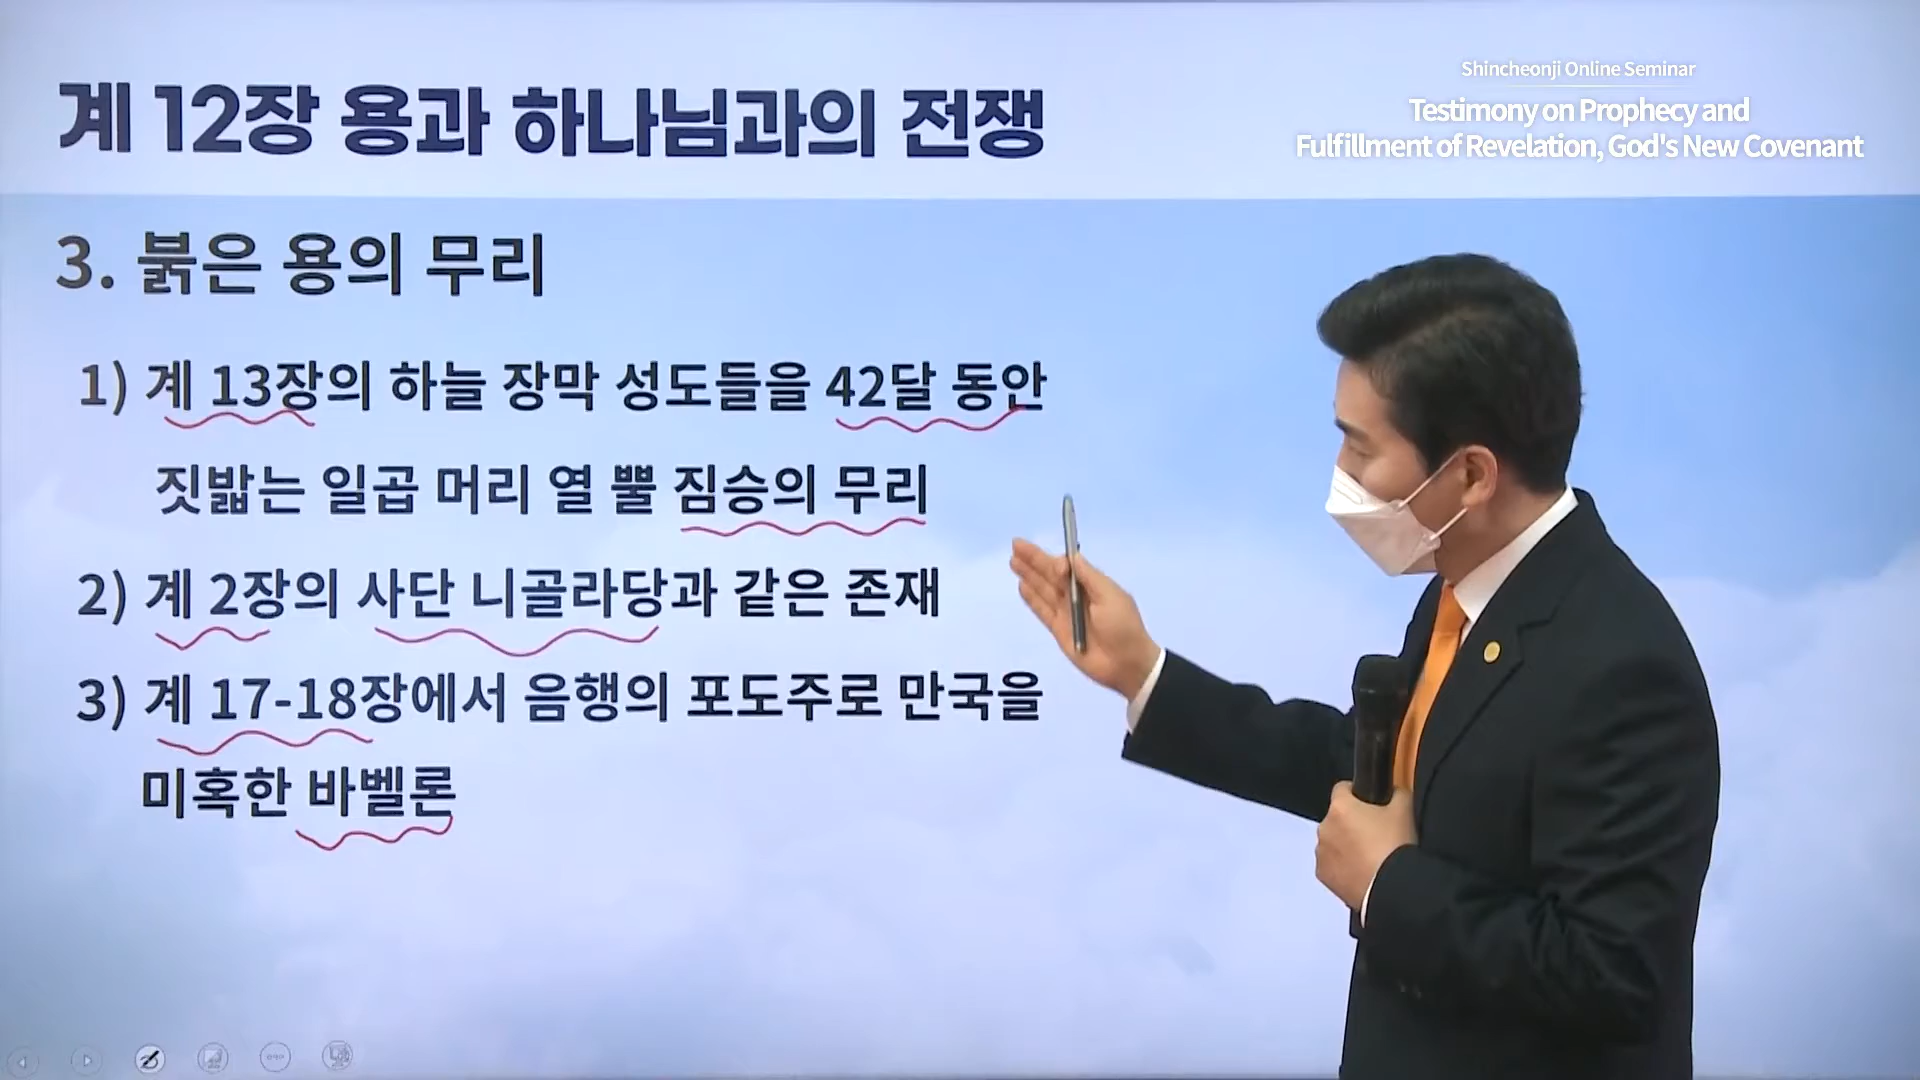 계 12장 용과 하나님과의 전쟁
Shincheonji Online Seminar
Testimony on Prophecy and
Fulfillment of Revelation, God's New Covenant
3. 붉은 용의 무리
1) 계 13장의 하늘 장막 성도들을 42달 동안
짓밟는 일곱 머리 열 뿔 짐승의 무리
2) 계 2장의 사단 니골라당과 같은 존재
3) 계 17-18장에서 음행의 포도주로 만국을
미혹한 바벨론